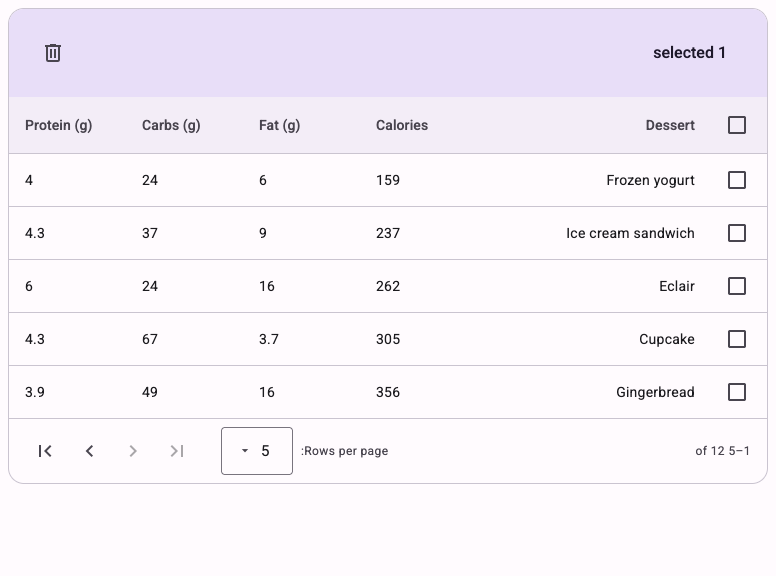 selected 1
Protein (g) Carbs (g) Fat (g) Calories Dessert
4 24 6 159 Frozen yogurt
4.3 37 9 237 Ice cream sandwich
6 24 16 262 Eclair
4.3 67 3.7 305 Cupcake
3.9 49 16 356 Gingerbread
5 :Rows per page of 12 5–1